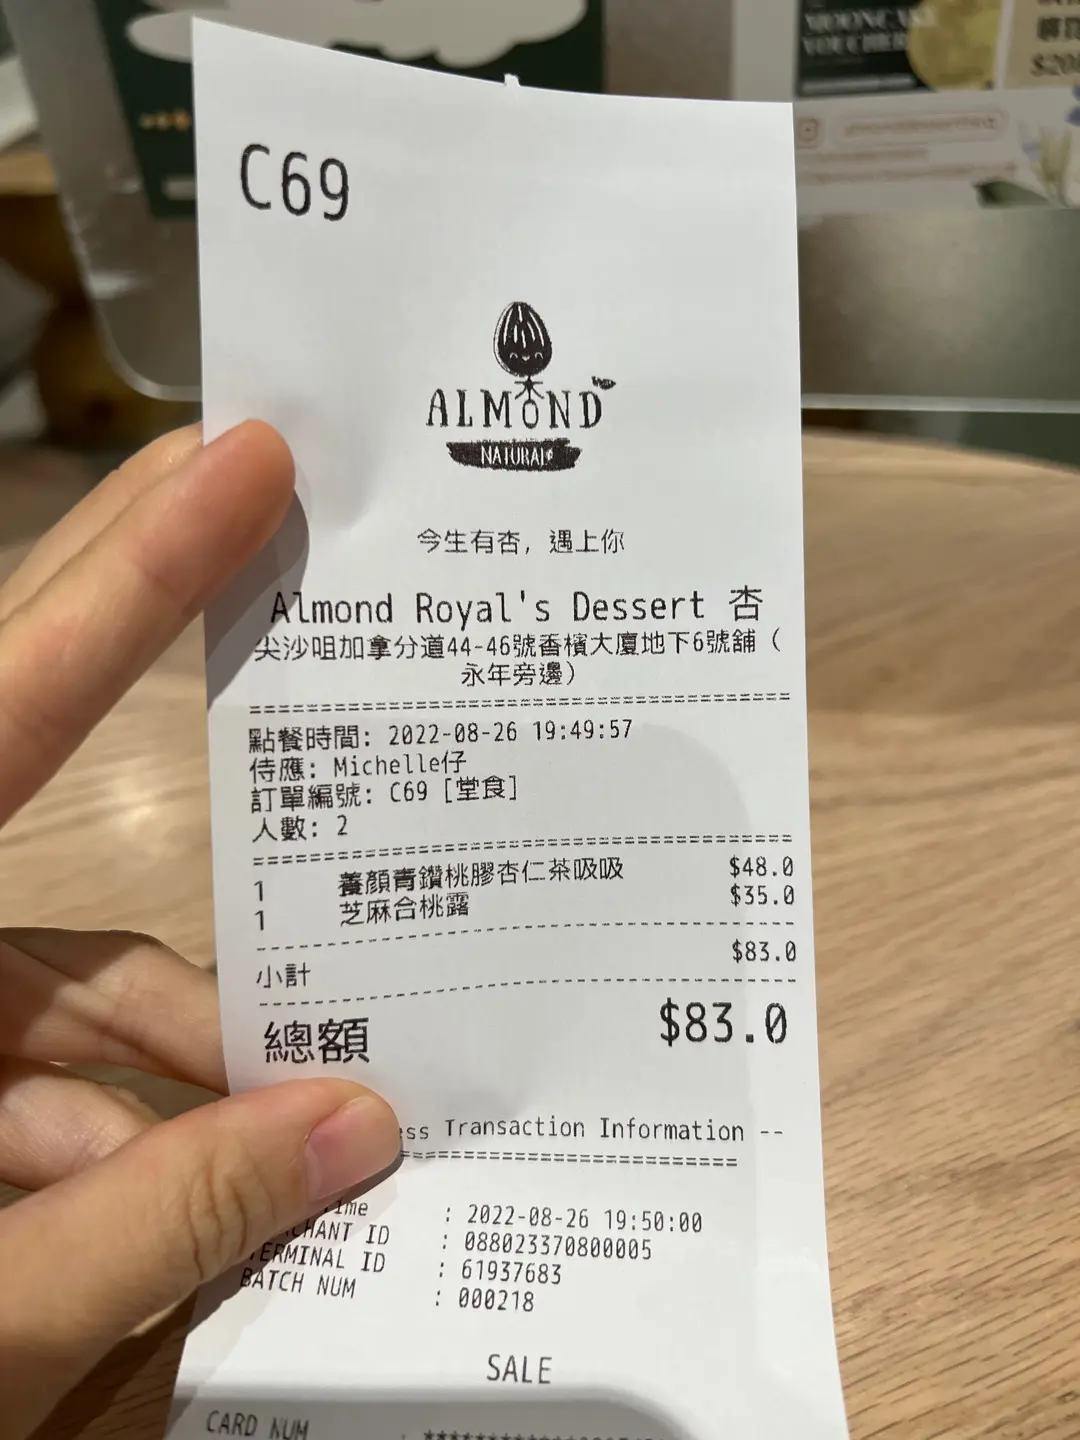 MOONCAKE
VOUCHER
C69
ALMOND
NATURAL
今生有杏, 遇上你
Almond Royal's Dessert 杏
尖沙咀加拿分道44-46號香檳大廈地下6號舖 (
永年旁邊)
點餐時間: 2022-08-26 19:49:57
侍應: Michelle仔
訂單編號: C69 [堂食]
人數: 2
1 養顏青鑽桃膠杏仁茶吸吸 $48.0
1 芝麻合桃露 $35.0
小計 $83.0
總額 $83.0
Transaction Information --
: 2022-08-26 19:50:00
ID : 088023370800005
TERMINAL ID : 61937683
BATCH NUM : 000218
SALE
CARD NUM :